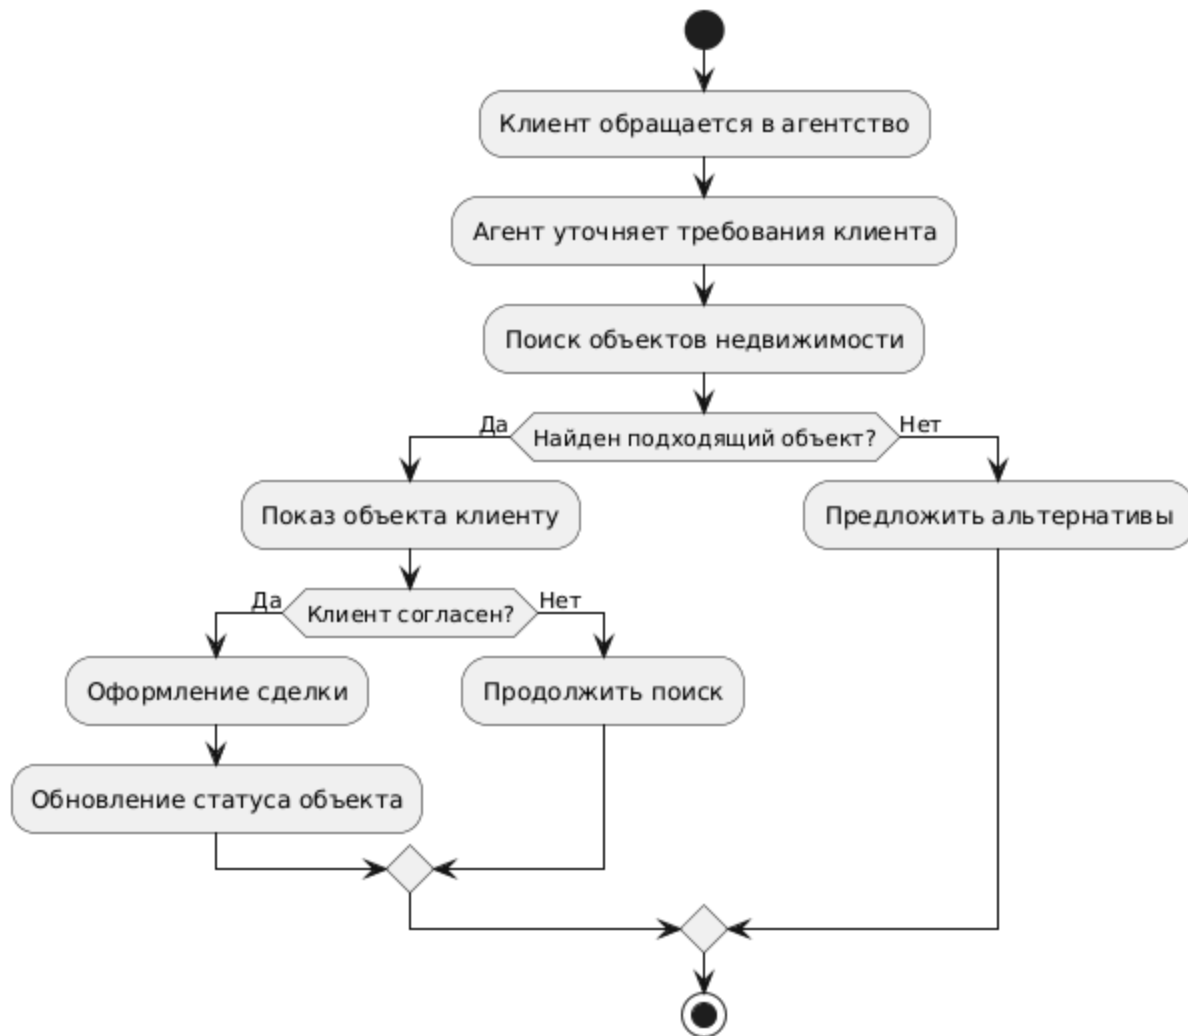 Клиент обращается в агентство
Агент уточняет требования клиента
Поиск объектов недвижимости
Да
Найден подходящий объект?
Нет
Показ объекта клиенту
Предложить альтернативы
Да
Клиент согласен?
Нет
Оформление сделки
Продолжить поиск
Обновление статуса объекта